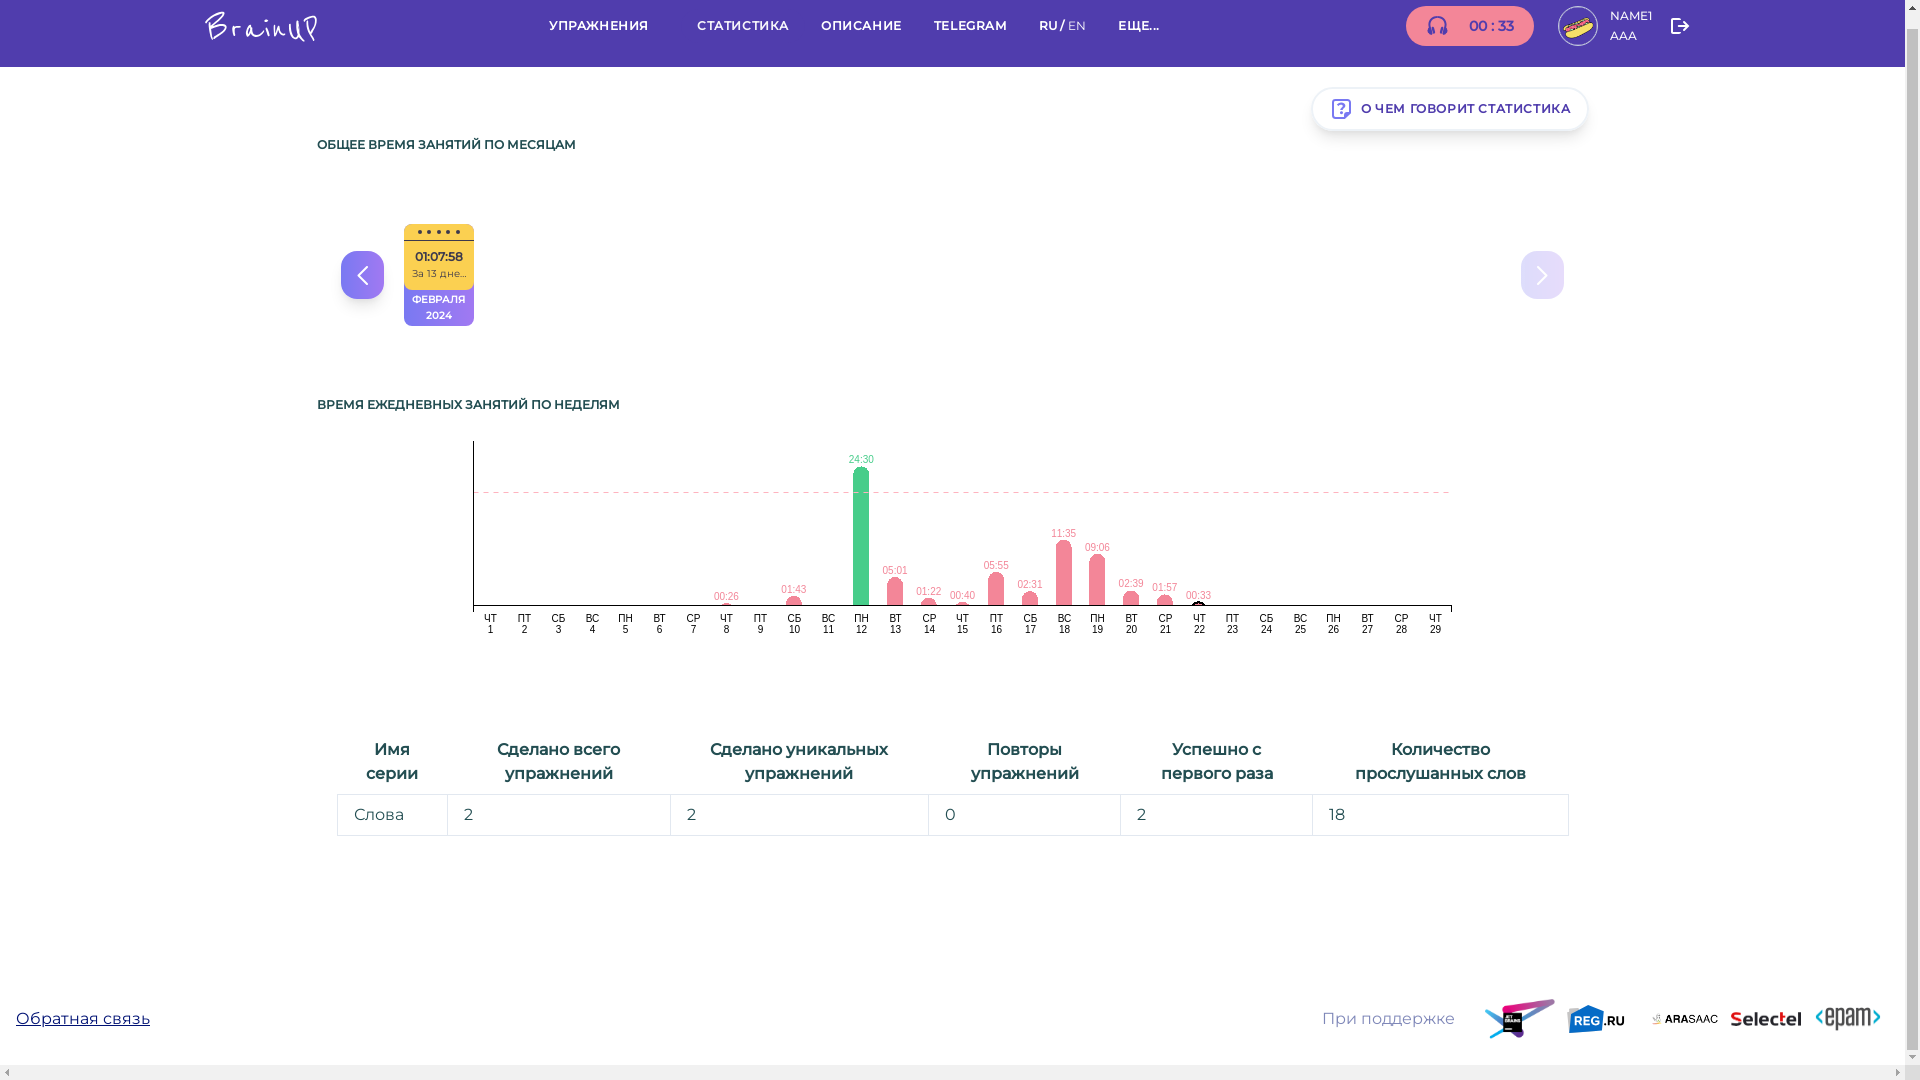 BrainUP
УПРАЖНЕНИЯ
СТАТИСТИКА
ОПИСАНИЕ
TELEGRAM
RU / EN
ЕЩЕ...
00 : 33
NAME1
AAA
О ЧЕМ ГОВОРИТ СТАТИСТИКА
ОБЩЕЕ ВРЕМЯ ЗАНЯТИЙ ПО МЕСЯЦАМ
01:07:58
За 13 дне...
ФЕВРАЛЯ
2024
ВРЕМЯ ЕЖЕДНЕВНЫХ ЗАНЯТИЙ ПО НЕДЕЛЯМ
24:30
11:35
09:06
05:55
05:01
02:31
02:39
01:57
01:43
01:22
00:40
00:33
00:26
ЧТ ПТ СБ ВС ПН ВТ СР ЧТ ПТ СБ ВС ПН ВТ СР ЧТ ПТ СБ ВС ПН ВТ СР ЧТ ПТ СБ ВС ПН ВТ СР ЧТ
1 2 3 4 5 6 7 8 9 10 11 12 13 14 15 16 17 18 19 20 21 22 23 24 25 26 27 28 29
Имя серии
Сделано всего упражнений
Сделано уникальных упражнений
Повторы упражнений
Успешно с первого раза
Количество прослушанных слов
Слова 2 2 0 2 18
Обратная связь
При поддержке
JET BRAINS
REG.RU
ARASAAC
Selectel
<epam>